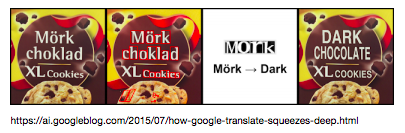 Mörk
choklad
XL Cookies
Mörk
choklad
XL Cookies
Mörk
Mörk → Dark
DARK
CHOCOLATE
XL COOKIES
https://ai.googleblog.com/2015/07/how-google-translate-squeezes-deep.html